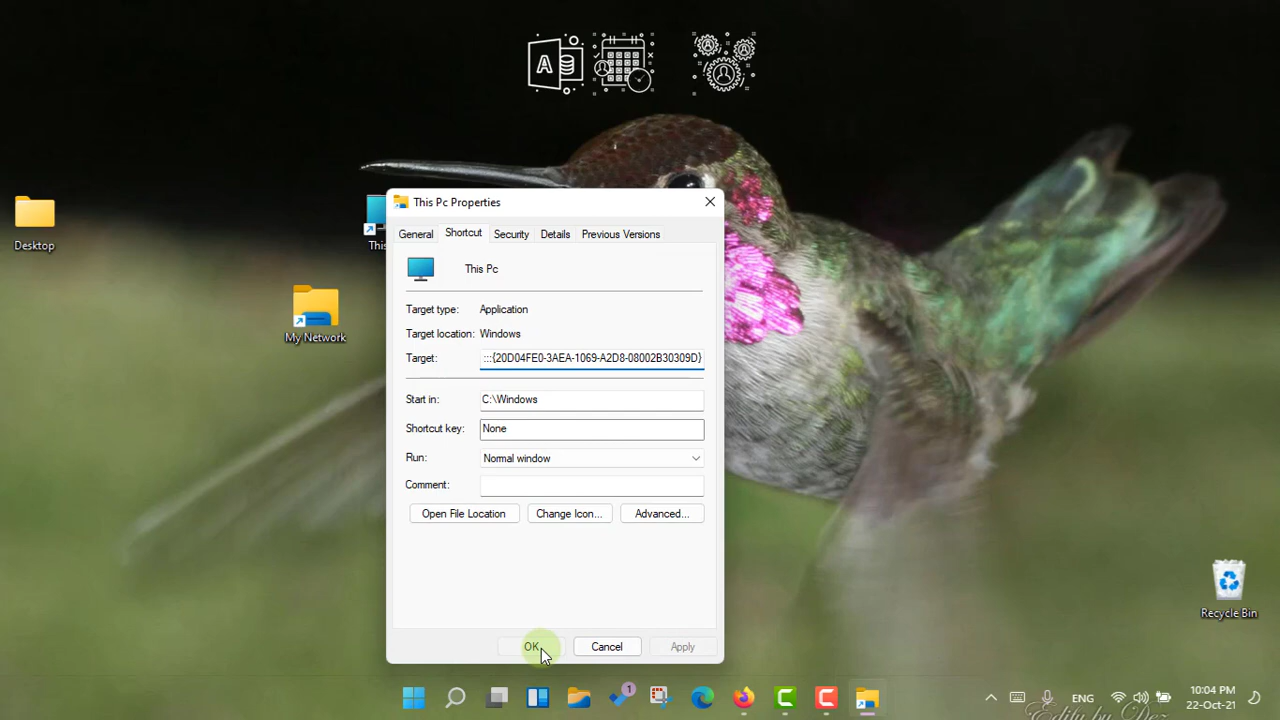 A
Desktop
This
My Network
This Pc Properties
General Shortcut Security Details Previous Versions
This Pc
Target type: Application
Target location: Windows
Target: :::{20D04FE0-3AEA-1069-A2D8-08002B30309D}
Start in: C:\Windows
Shortcut key: None
Run: Normal window
Comment:
Open File Location Change Icon... Advanced...
OK Cancel Apply
Recycle Bin
1
ENG
10:04 PM
22-Oct-21